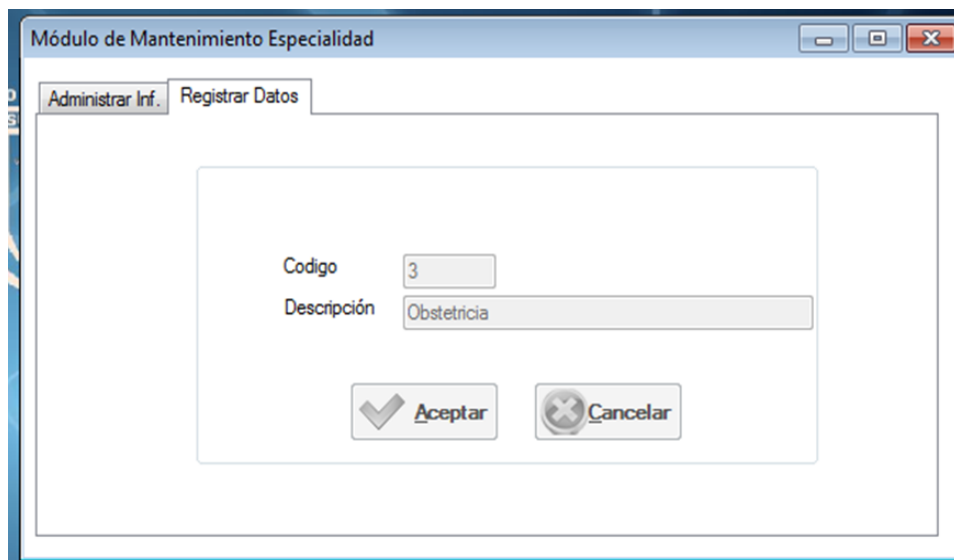 Módulo de Mantenimiento Especialidad
Administrar Inf. Registrar Datos
Codigo 3
Descripción Obstetricia
Aceptar Cancelar